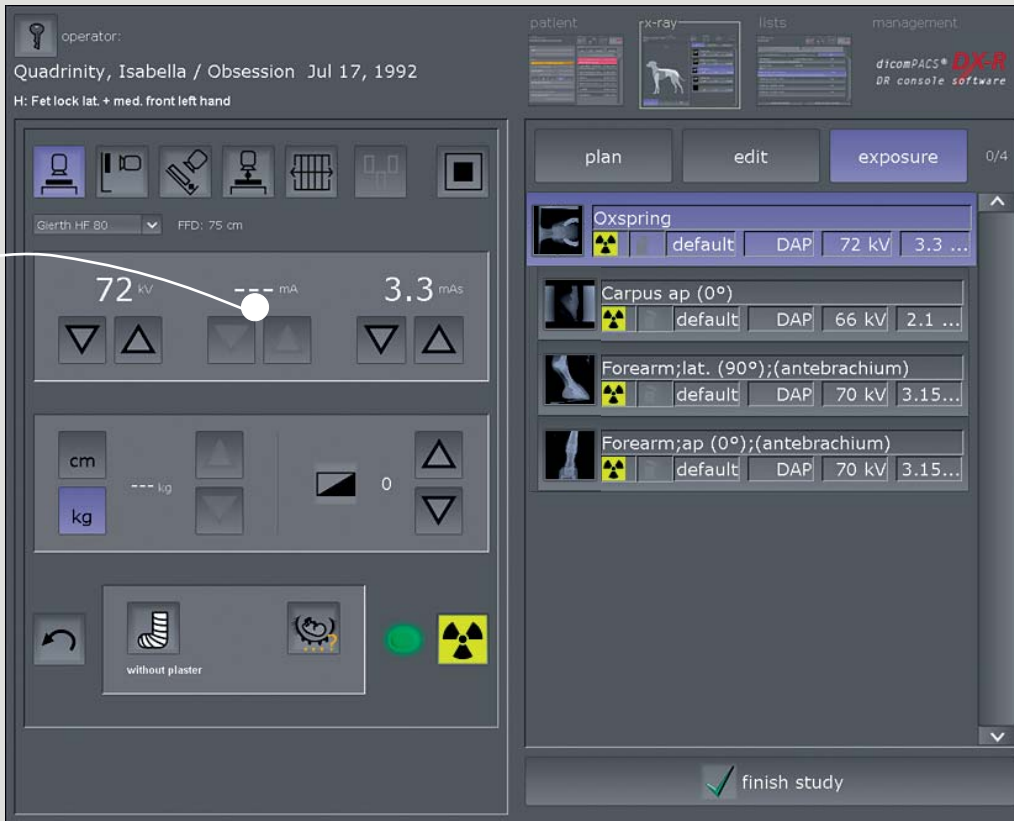 operator:
Quadrinity, Isabella / Obsession Jul 17, 1992
H: Fet lock lat. + med. front left hand
patient
x-ray
lists
management
dicomPACS® DX-R
DR console software
Gierth HF 80
FFD: 75 cm
72 kV
--- mA
3.3 mAs
cm
--- kg
kg
0
without plaster
plan
edit
exposure
0/4
Oxspring
default DAP 72 kV 3.3 ...
Carpus ap (0°)
default DAP 66 kV 2.1 ...
Forearm;lat. (90°);(antebrachium)
default DAP 70 kV 3.15...
Forearm;ap (0°);(antebrachium)
default DAP 70 kV 3.15...
finish study